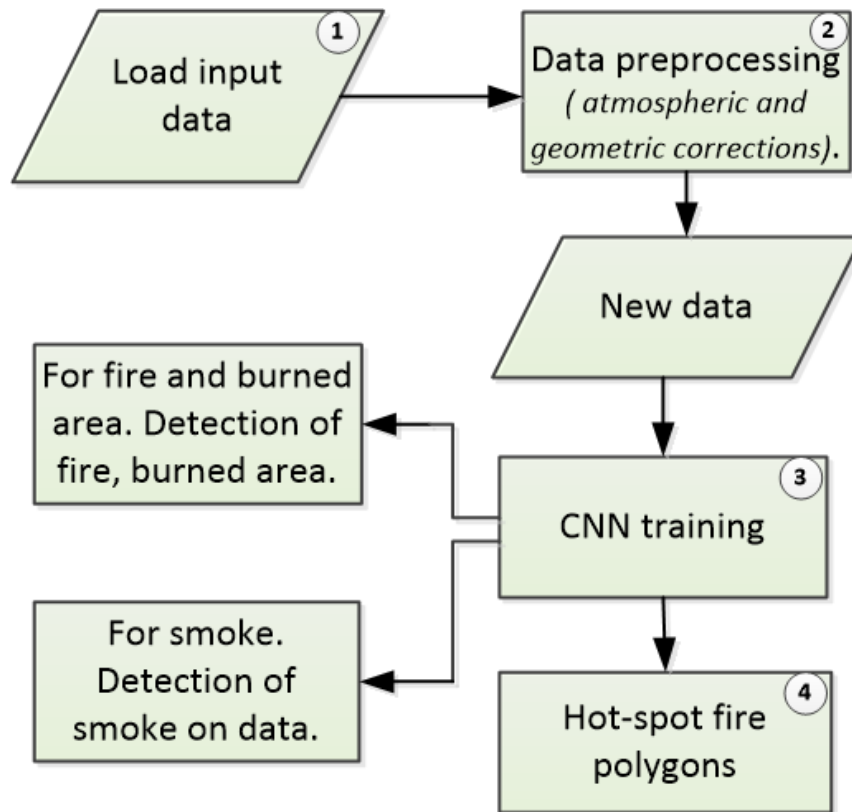 1
Load input
data
2
Data preprocessing
( atmospheric and
geometric corrections).
New data
For fire and burned
area. Detection of
fire, burned area.
3
CNN training
For smoke.
Detection of
smoke on data.
4
Hot-spot fire
polygons